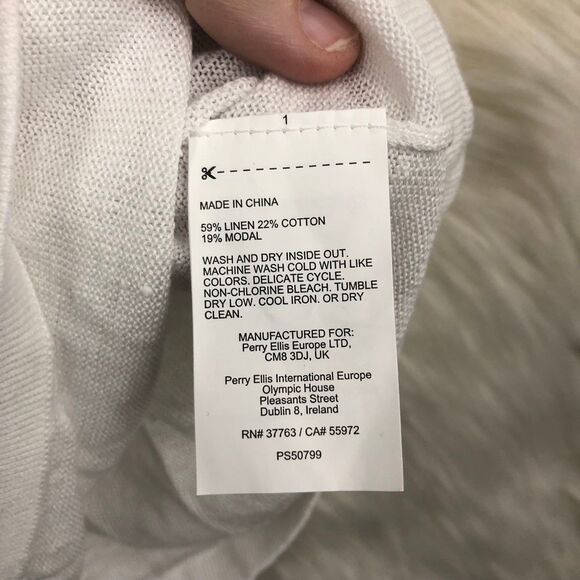 1
MADE IN CHINA
59% LINEN 22% COTTON
19% MODAL
WASH AND DRY INSIDE OUT.
MACHINE WASH COLD WITH LIKE
COLORS. DELICATE CYCLE.
NON-CHLORINE BLEACH. TUMBLE
DRY LOW. COOL IRON. OR DRY
CLEAN.
MANUFACTURED FOR:
Perry Ellis Europe LTD,
CM8 3DJ, UK
Perry Ellis International Europe
Olympic House
Pleasants Street
Dublin 8, Ireland
RN# 37763 / CA# 55972
PS50799